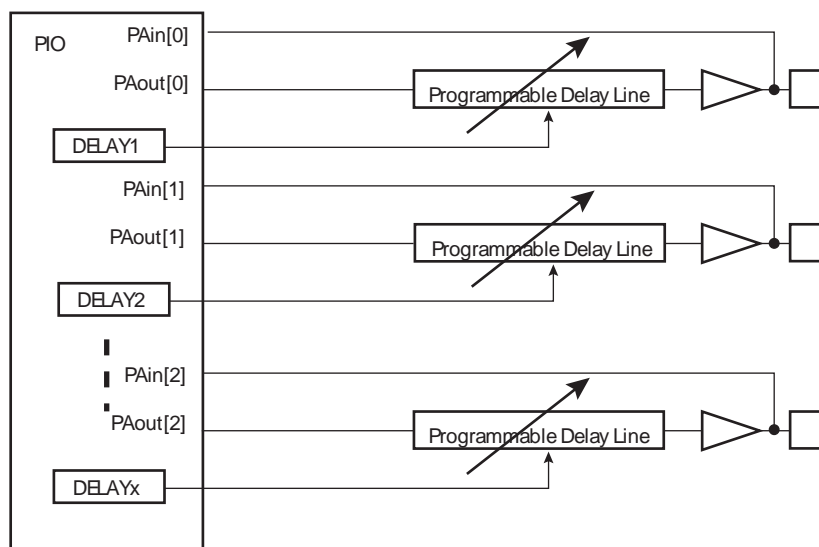 PIO
PAin[0]
PAout[0]
Programmable Delay Line
DELAY1
PAin[1]
PAout[1]
Programmable Delay Line
DELAY2
PAin[2]
PAout[2]
Programmable Delay Line
DELAYx